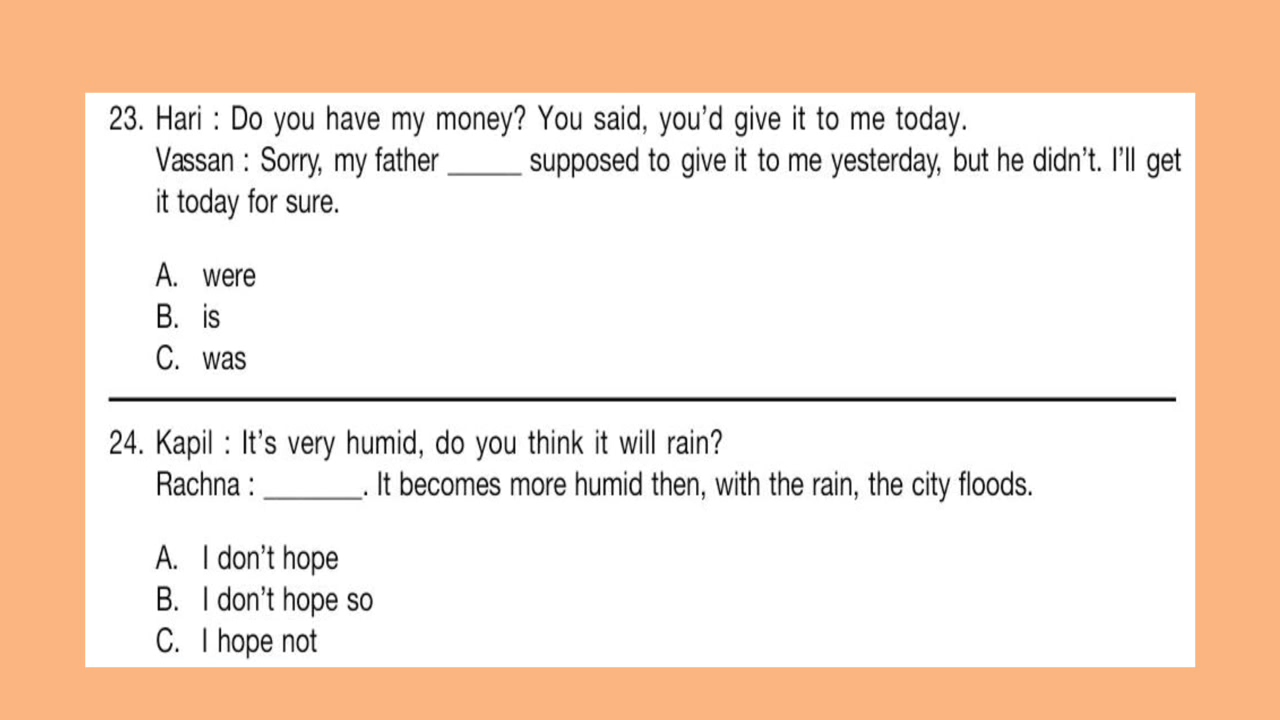 23. Hari : Do you have my money? You said, you'd give it to me today.
Vassan : Sorry, my father _____ supposed to give it to me yesterday, but he didn't. I'll get
it today for sure.
A. were
B. is
C. was
24. Kapil : It's very humid, do you think it will rain?
Rachna : _______. It becomes more humid then, with the rain, the city floods.
A. I don't hope
B. I don't hope so
C. I hope not